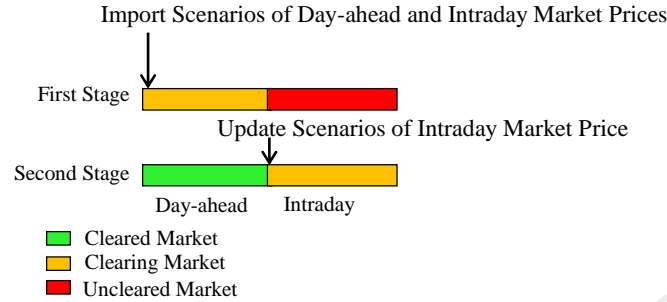 Import Scenarios of Day-ahead and Intraday Market Prices
First Stage
Update Scenarios of Intraday Market Price
Second Stage
Day-ahead Intraday
Cleared Market
Clearing Market
Uncleared Market